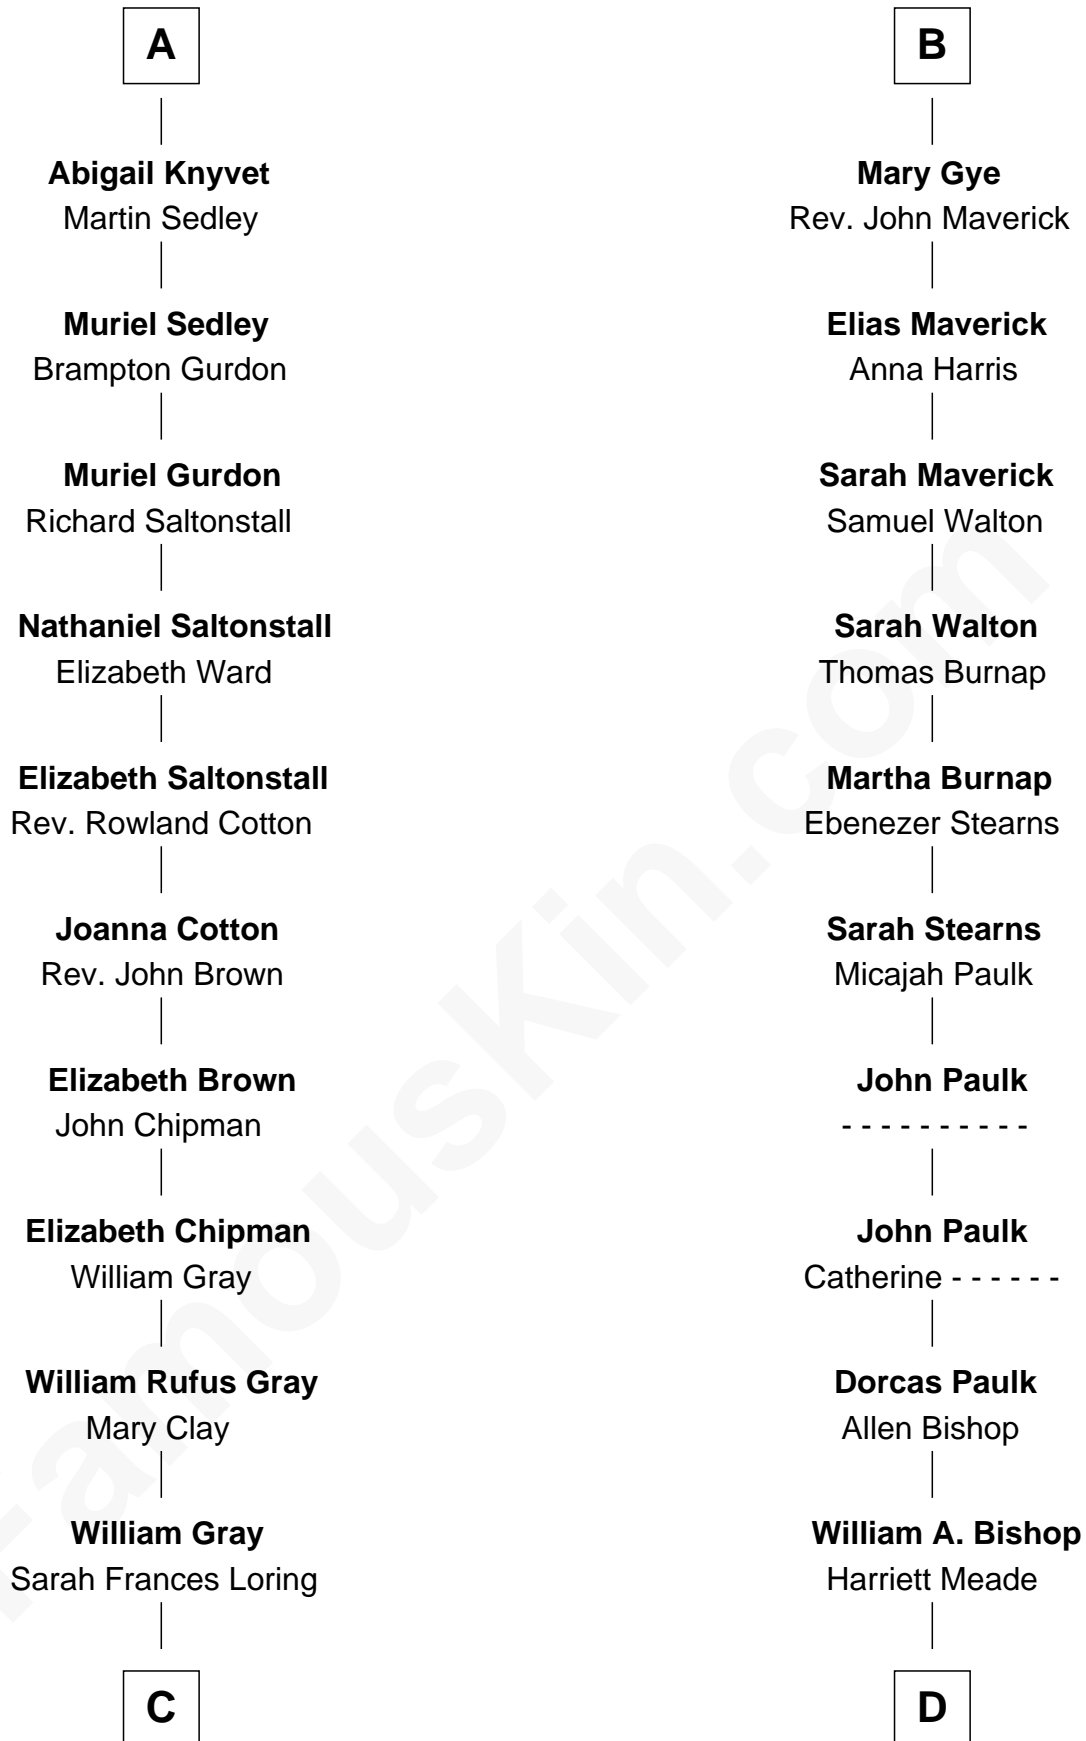 A
Abigail Knyvet
Martin Sedley
Muriel Sedley
Brampton Gurdon
Muriel Gurdon
Richard Saltonstall
Nathaniel Saltonstall
Elizabeth Ward
Elizabeth Saltonstall
Rev. Rowland Cotton
Joanna Cotton
Rev. John Brown
Elizabeth Brown
John Chipman
Elizabeth Chipman
William Gray
William Rufus Gray
Mary Clay
William Gray
Sarah Frances Loring
C
B
Mary Gye
Rev. John Maverick
Elias Maverick
Anna Harris
Sarah Maverick
Samuel Walton
Sarah Walton
Thomas Burnap
Martha Burnap
Ebenezer Stearns
Sarah Stearns
Micajah Paulk
John Paulk
- - - - - - - - - -
John Paulk
Catherine - - - - - -
Dorcas Paulk
Allen Bishop
William A. Bishop
Harriett Meade
D
FamousKin.com